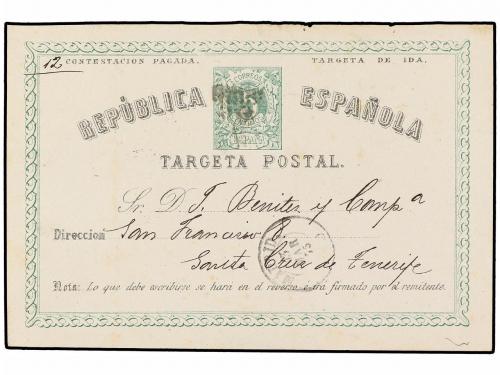 12
CONTESTACION PAGADA. TARGETA DE IDA.
REPÚBLICA ESPAÑOLA
CORREOS
TARGETA POSTAL.
Sr. D. T. Benites y Compª
Direccion San Francisco 8.
Santa Cruz de Tenerife
Nota: Lo que debe escribirse se hará en el reverso é irá firmado por el remitente.